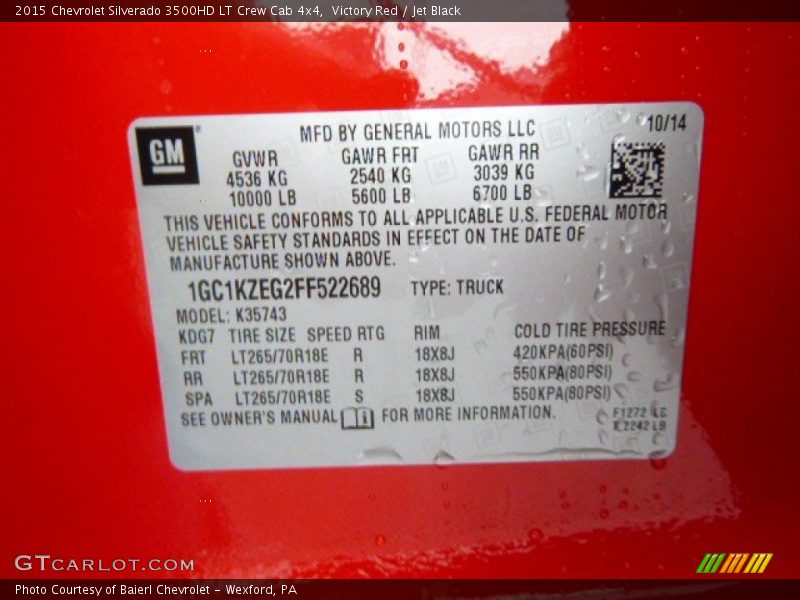 2015 Chevrolet Silverado 3500HD LT Crew Cab 4x4, Victory Red / Jet Black
GM
MFD BY GENERAL MOTORS LLC 10/14
GVWR GAWR FRT GAWR RR
4536 KG 2540 KG 3039 KG
10000 LB 5600 LB 6700 LB
THIS VEHICLE CONFORMS TO ALL APPLICABLE U.S. FEDERAL MOTOR
VEHICLE SAFETY STANDARDS IN EFFECT ON THE DATE OF
MANUFACTURE SHOWN ABOVE.
1GC1KZEG2FF522689 TYPE: TRUCK
MODEL: K35743
KDG7 TIRE SIZE SPEED RTG RIM COLD TIRE PRESSURE
FRT LT265/70R18E R 18X8J 420KPA(60PSI)
RR LT265/70R18E R 18X8J 550KPA(80PSI)
SPA LT265/70R18E S 18X8J 550KPA(80PSI)
SEE OWNER'S MANUAL FOR MORE INFORMATION.
2242 LB
GTCARLOT.COM
Photo Courtesy of Baierl Chevrolet - Wexford, PA